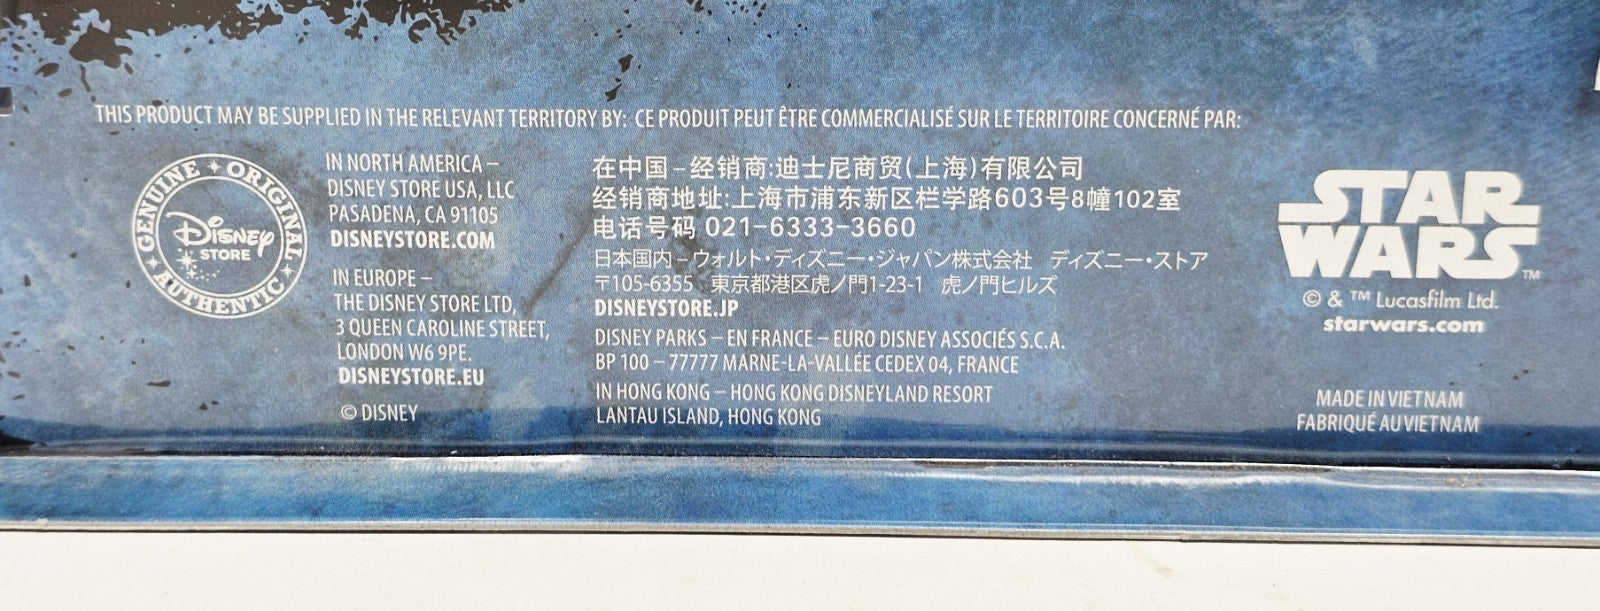 THIS PRODUCT MAY BE SUPPLIED IN THE RELEVANT TERRITORY BY: CE PRODUIT PEUT ÊTRE COMMERCIALISÉ SUR LE TERRITOIRE CONCERNÉ PAR:
GENUINE ORIGINAL AUTHENTIC
Disney
STORE
IN NORTH AMERICA –
DISNEY STORE USA, LLC
PASADENA, CA 91105
DISNEYSTORE.COM
IN EUROPE –
THE DISNEY STORE LTD,
3 QUEEN CAROLINE STREET,
LONDON W6 9PE.
DISNEYSTORE.EU
© DISNEY
在中国－经销商:迪士尼商贸(上海)有限公司
经销商地址:上海市浦东新区栏学路603号8幢102室
电话号码 021-6333-3660
日本国内－ウォルト・ディズニー・ジャパン株式会社 ディズニー・ストア
〒105-6355 東京都港区虎ノ門1-23-1 虎ノ門ヒルズ
DISNEYSTORE.JP
DISNEY PARKS – EN FRANCE – EURO DISNEY ASSOCIÉS S.C.A.
BP 100 – 77777 MARNE-LA-VALLÉE CEDEX 04, FRANCE
IN HONG KONG – HONG KONG DISNEYLAND RESORT
LANTAU ISLAND, HONG KONG
STAR
WARS™
© & ™ Lucasfilm Ltd.
starwars.com
MADE IN VIETNAM
FABRIQUÉ AU VIETNAM